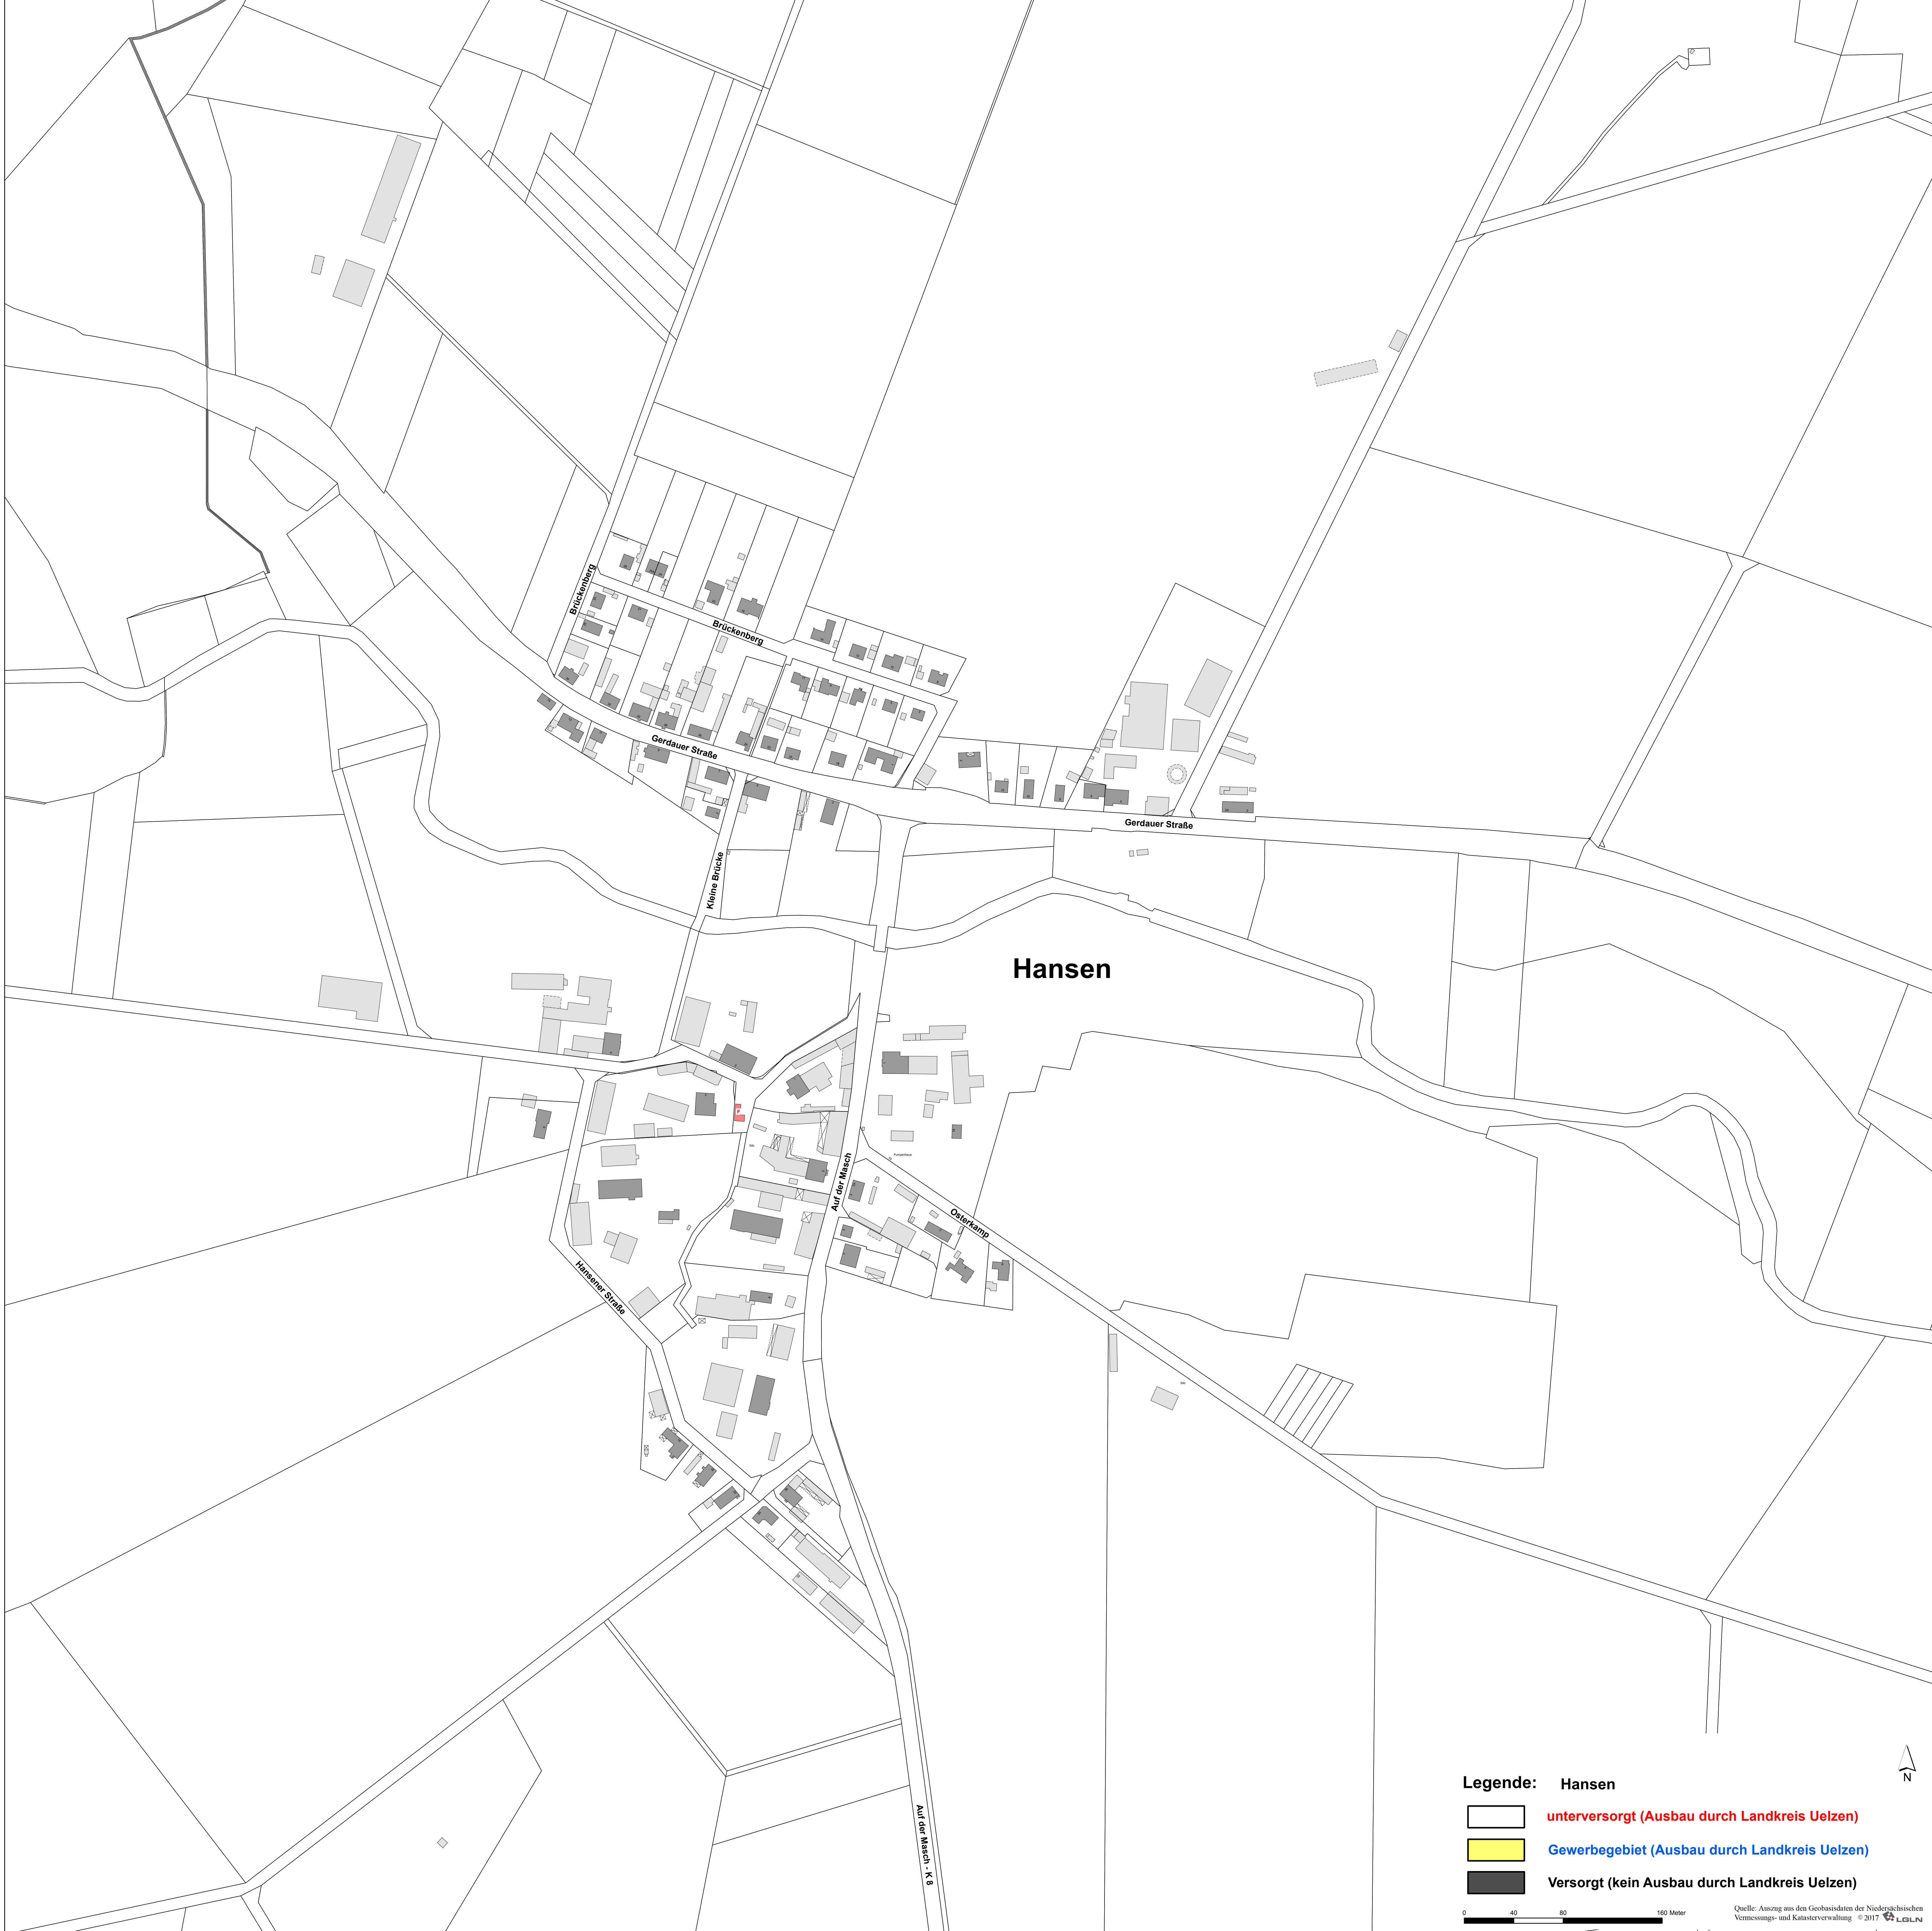 Brückenberg
Brückenberg
Gerdauer Straße
Gerdauer Straße
Kleine Brücke
Hansen
Auf der Masch
Osterkamp
Hansener Straße
Auf der Masch - K 8
N
Legende: Hansen
unterversorgt (Ausbau durch Landkreis Uelzen)
Gewerbegebiet (Ausbau durch Landkreis Uelzen)
Versorgt (kein Ausbau durch Landkreis Uelzen)
0 40 80 160 Meter
Quelle: Auszug aus den Geobasisdaten der Niedersächsischen
Vermessungs- und Katasterverwaltung © 2017 LGLN